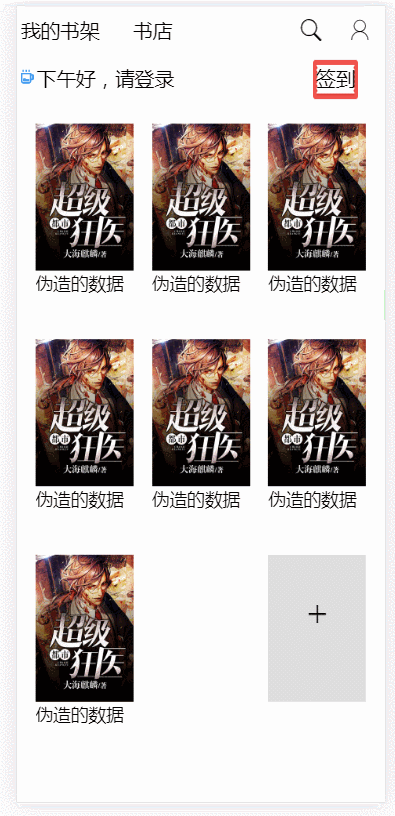 我的书架 书店
下午好，请登录 签到
超级
都市
狂医
大海麒麟/著
超级
都市
狂医
大海麒麟/著
超级
都市
狂医
大海麒麟/著
伪造的数据 伪造的数据 伪造的数据
超级
都市
狂医
大海麒麟/著
超级
都市
狂医
大海麒麟/著
超级
都市
狂医
大海麒麟/著
伪造的数据 伪造的数据 伪造的数据
超级
都市
狂医
大海麒麟/著
+
伪造的数据